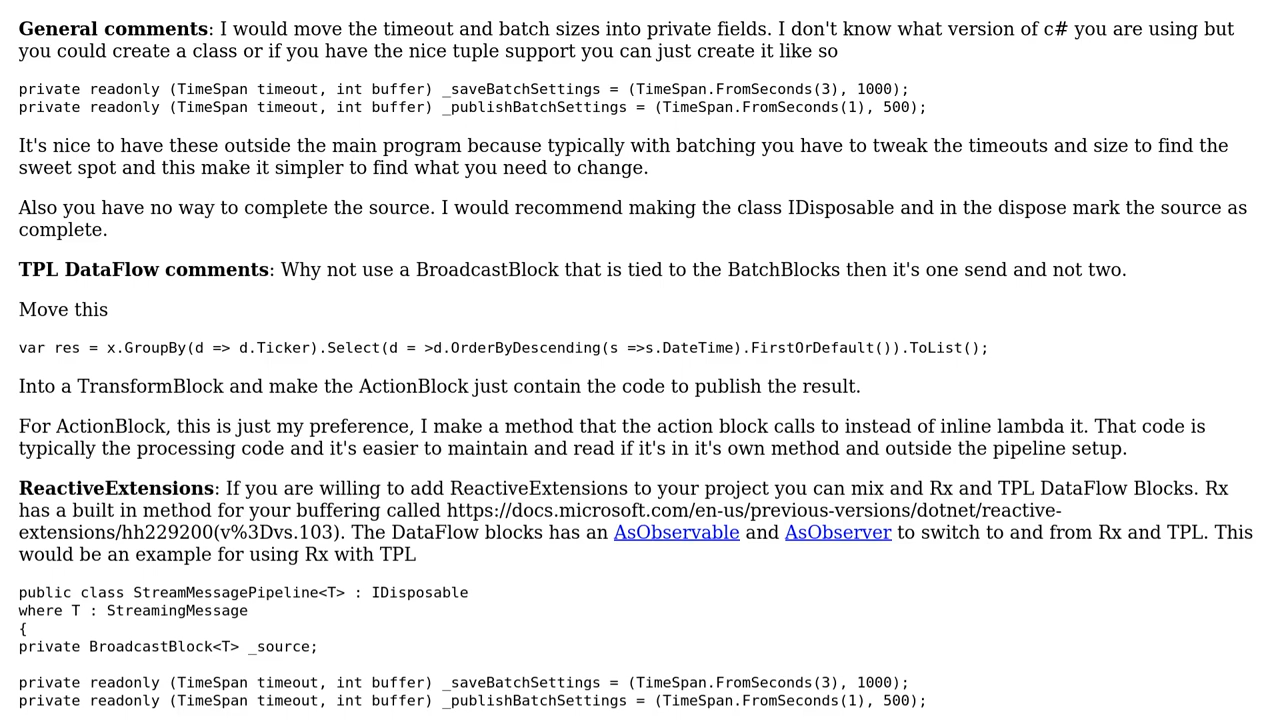 General comments: I would move the timeout and batch sizes into private fields. I don't know what version of c# you are using but
you could create a class or if you have the nice tuple support you can just create it like so
private readonly (TimeSpan timeout, int buffer) _saveBatchSettings = (TimeSpan.FromSeconds(3), 1000);
private readonly (TimeSpan timeout, int buffer) _publishBatchSettings = (TimeSpan.FromSeconds(1), 500);
It's nice to have these outside the main program because typically with batching you have to tweak the timeouts and size to find the
sweet spot and this make it simpler to find what you need to change.
Also you have no way to complete the source. I would recommend making the class IDisposable and in the dispose mark the source as
complete.
TPL DataFlow comments: Why not use a BroadcastBlock that is tied to the BatchBlocks then it's one send and not two.
Move this
var res = x.GroupBy(d => d.Ticker).Select(d = >d.OrderByDescending(s =>s.DateTime).FirstOrDefault()).ToList();
Into a TransformBlock and make the ActionBlock just contain the code to publish the result.
For ActionBlock, this is just my preference, I make a method that the action block calls to instead of inline lambda it. That code is
typically the processing code and it's easier to maintain and read if it's in it's own method and outside the pipeline setup.
ReactiveExtensions: If you are willing to add ReactiveExtensions to your project you can mix and Rx and TPL DataFlow Blocks. Rx
has a built in method for your buffering called https://docs.microsoft.com/en-us/previous-versions/dotnet/reactive-
extensions/hh229200(v%3Dvs.103). The DataFlow blocks has an AsObservable and AsObserver to switch to and from Rx and TPL. This
would be an example for using Rx with TPL
public class StreamMessagePipeline<T> : IDisposable
where T : StreamingMessage
{
private BroadcastBlock<T> _source;
private readonly (TimeSpan timeout, int buffer) _saveBatchSettings = (TimeSpan.FromSeconds(3), 1000);
private readonly (TimeSpan timeout, int buffer) _publishBatchSettings = (TimeSpan.FromSeconds(1), 500);